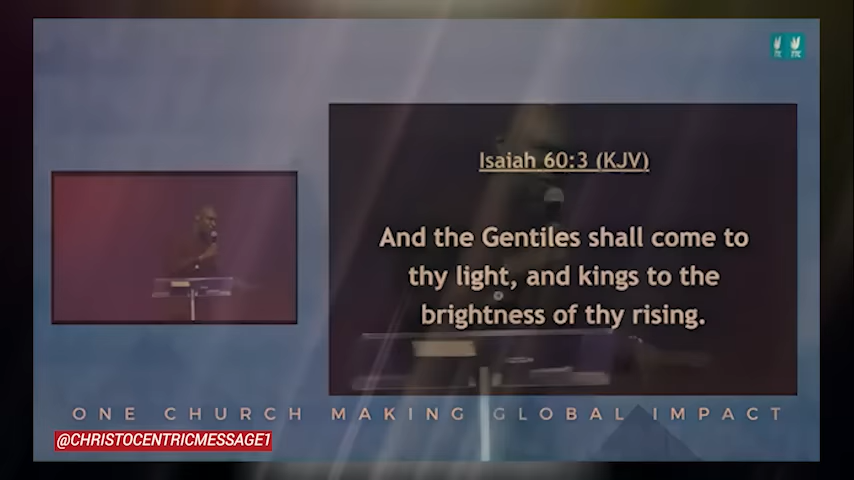 Isaiah 60:3 (KJV)
And the Gentiles shall come to
thy light, and kings to the
brightness of thy rising.
ONE CHURCH MAKING GLOBAL IMPACT
@CHRISTOCENTRICMESSAGE1